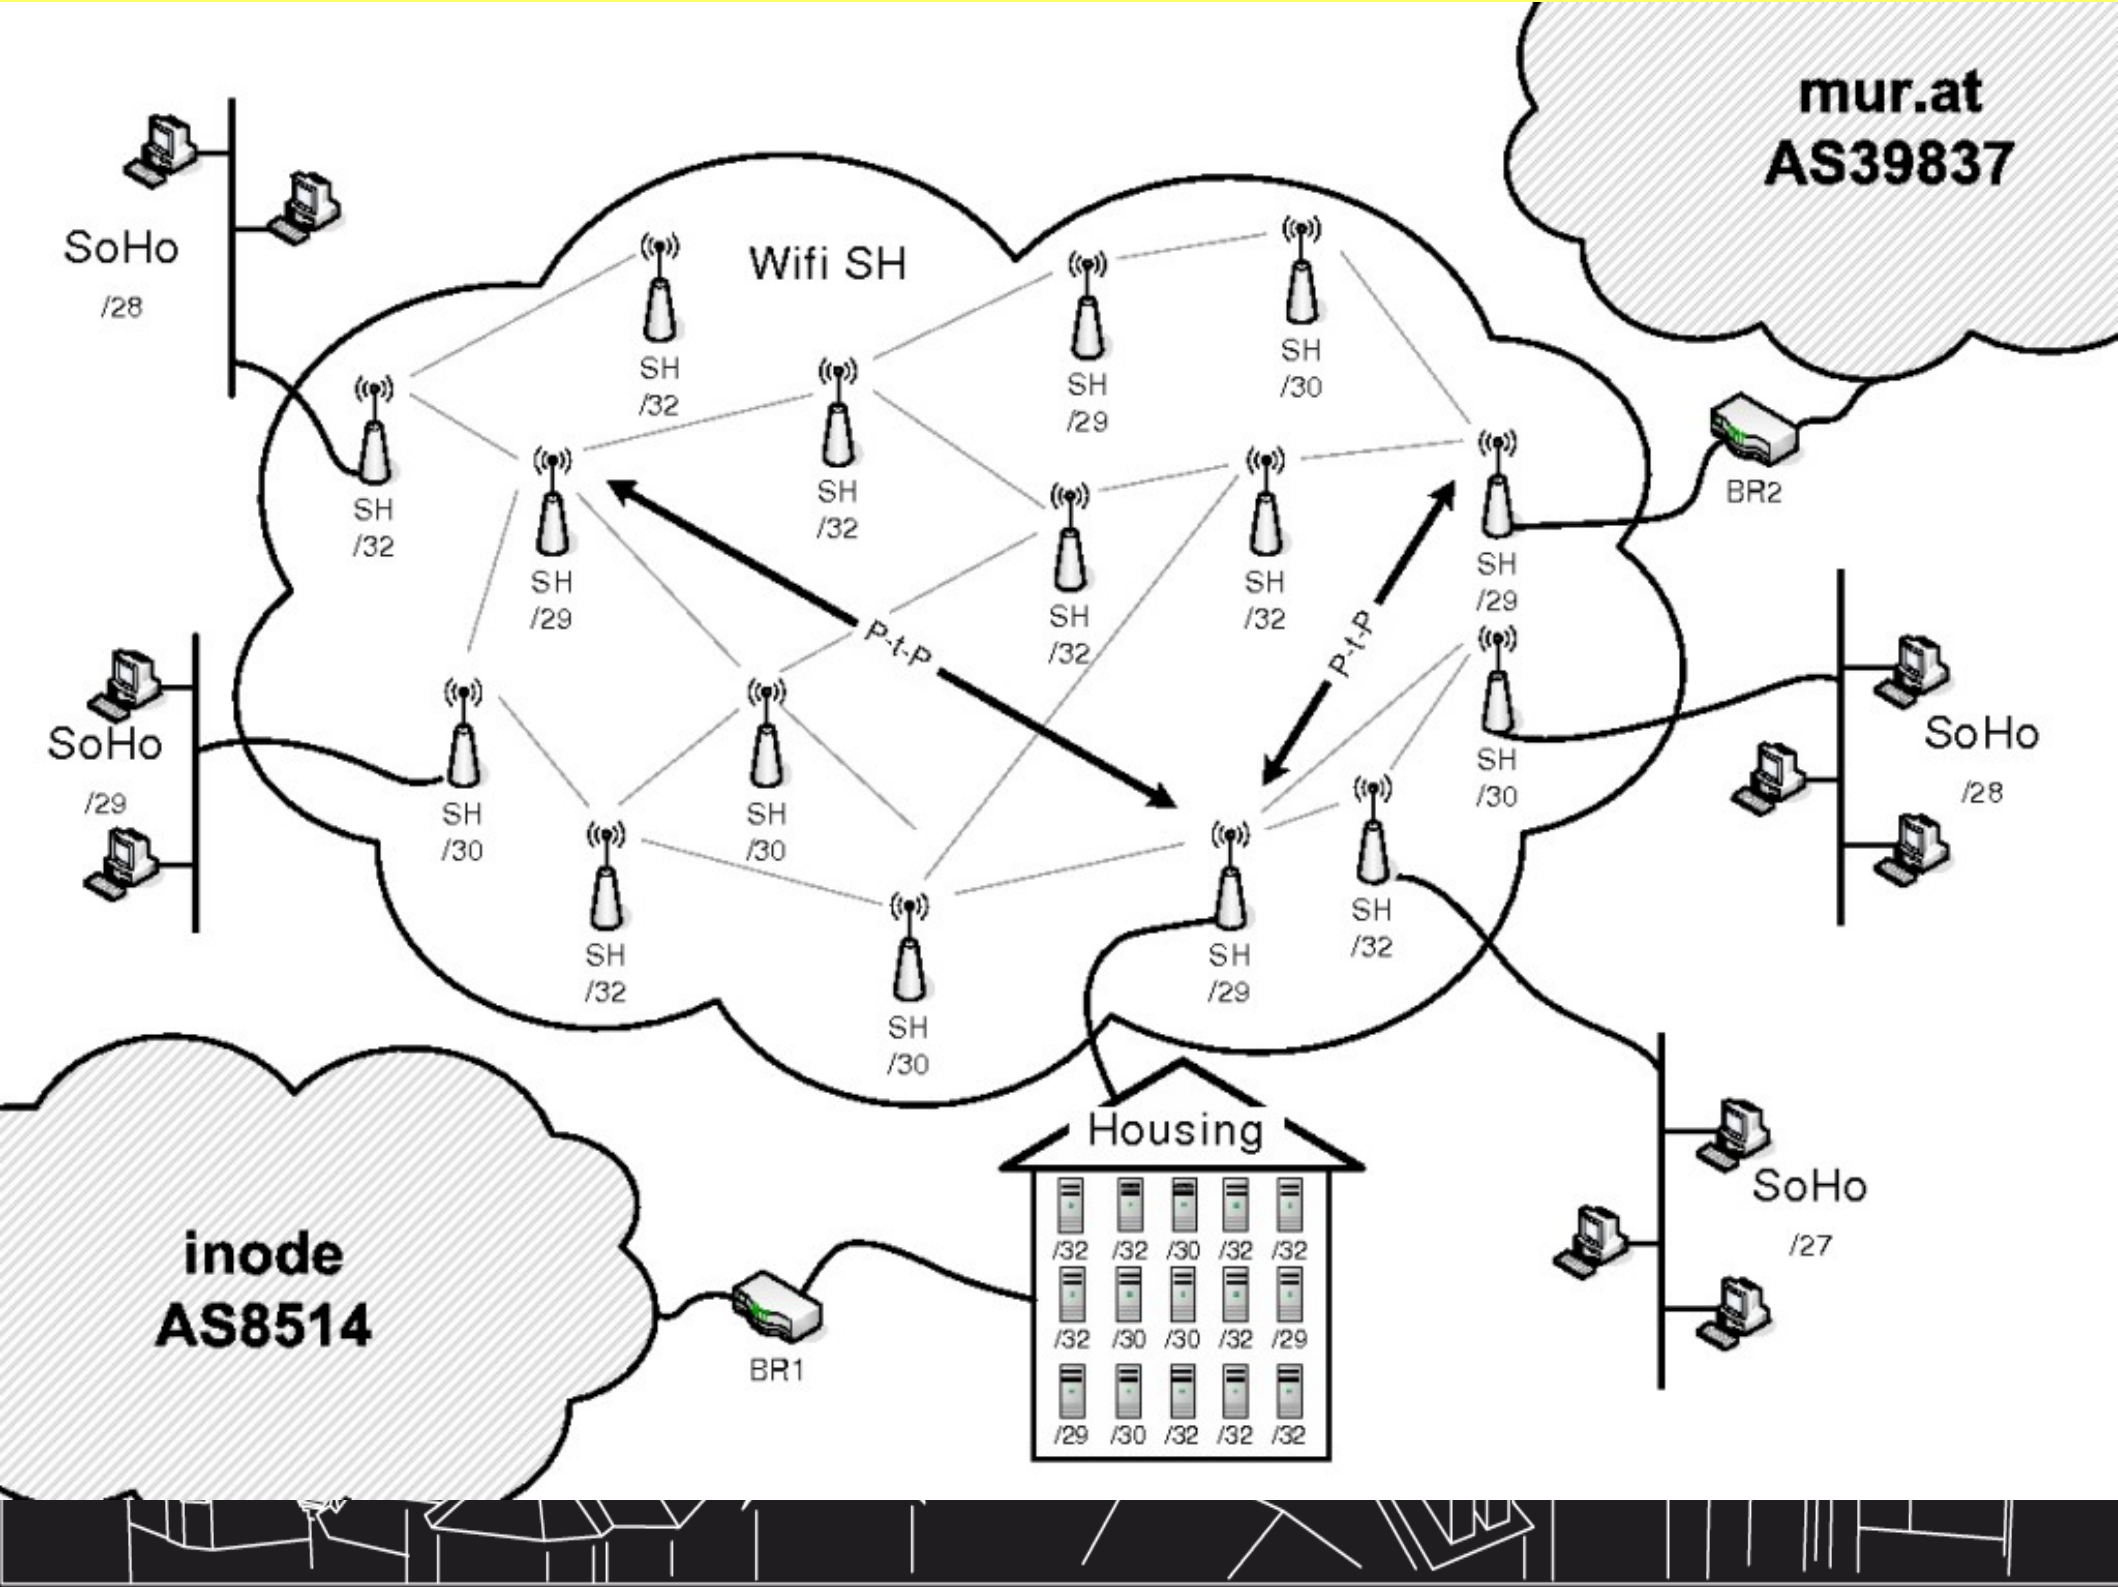 mur.at
AS39837
SoHo
/28
Wifi SH
SH
/32
SH
/29
SH
/30
SH
/32
SH
/32
SH
/29
SH
/32
SH
/32
SH
/29
BR2
P-t-P
P-t-P
SoHo
/29
SH
/30
SH
/30
SH
/30
SoHo
/28
SH
/32
SH
/30
SH
/29
SH
/32
Housing
/32 /32 /30 /32 /32
/32 /30 /30 /32 /29
/29 /30 /32 /32 /32
SoHo
/27
inode
AS8514
BR1